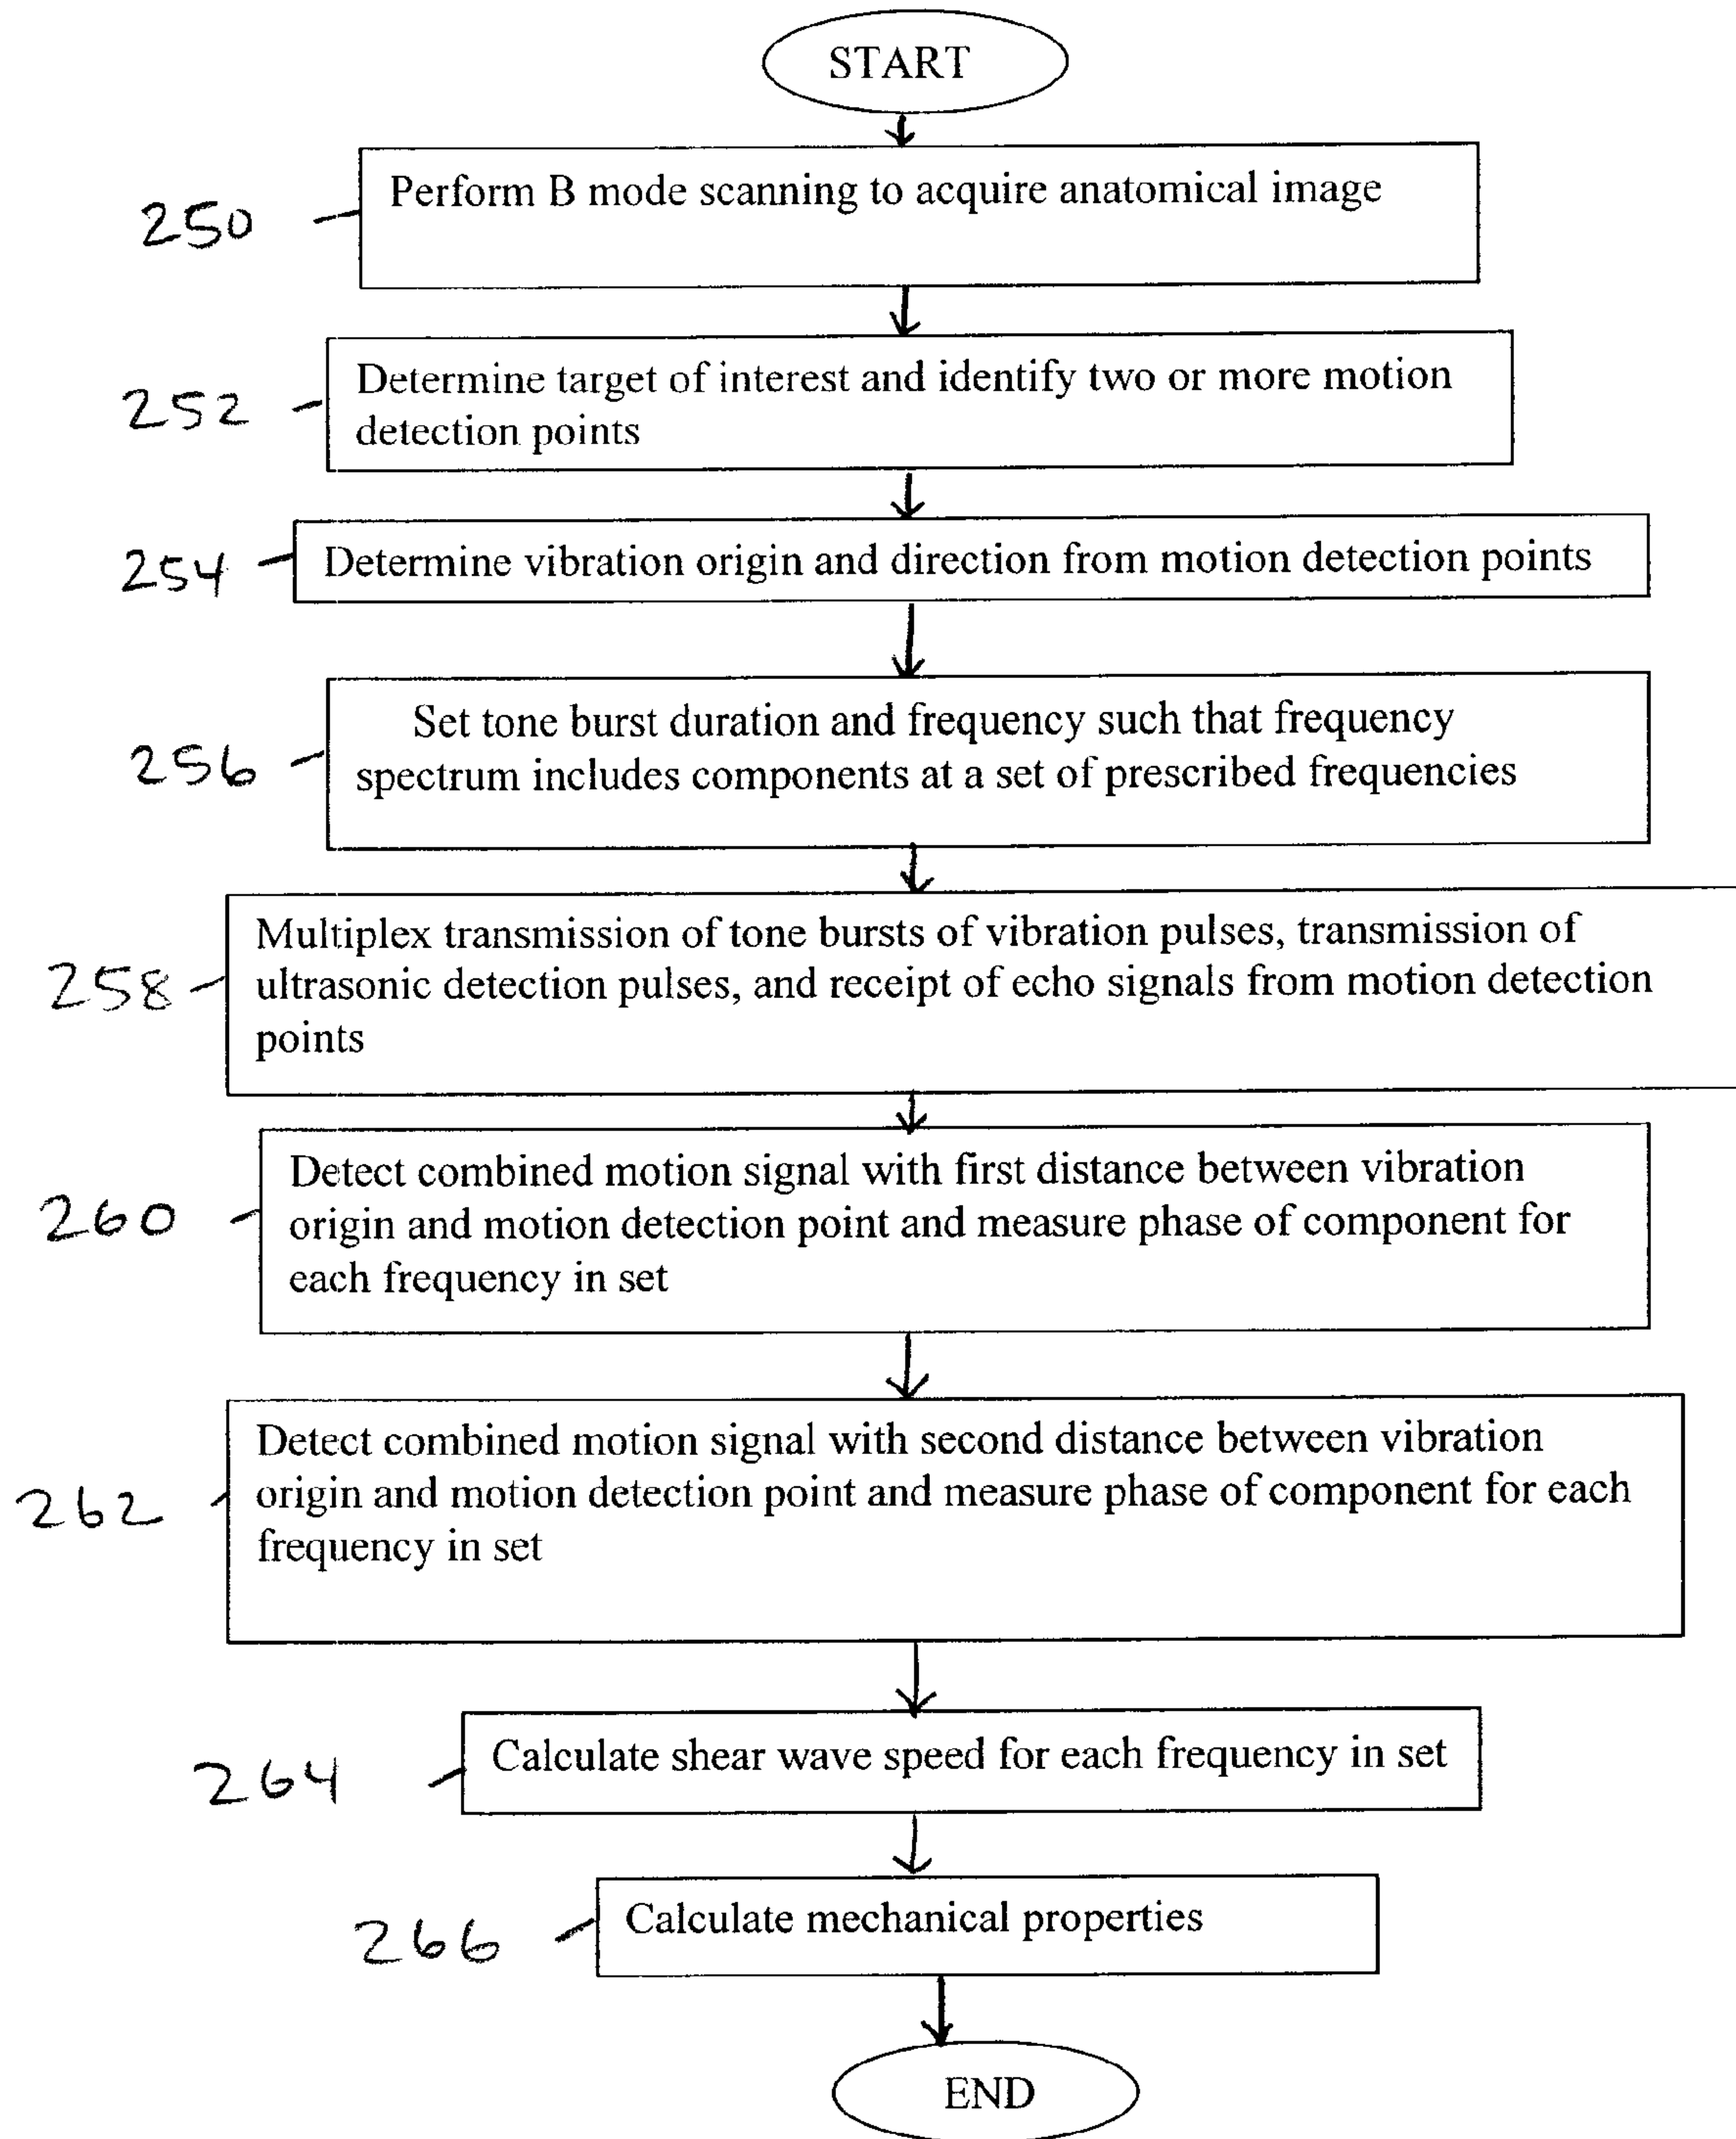 START
250
Perform B mode scanning to acquire anatomical image
252
Determine target of interest and identify two or more motion
detection points
254
Determine vibration origin and direction from motion detection points
256
Set tone burst duration and frequency such that frequency
spectrum includes components at a set of prescribed frequencies
258
Multiplex transmission of tone bursts of vibration pulses, transmission of
ultrasonic detection pulses, and receipt of echo signals from motion detection
points
260
Detect combined motion signal with first distance between vibration
origin and motion detection point and measure phase of component for
each frequency in set
262
Detect combined motion signal with second distance between vibration
origin and motion detection point and measure phase of component for each
frequency in set
264
Calculate shear wave speed for each frequency in set
266
Calculate mechanical properties
END